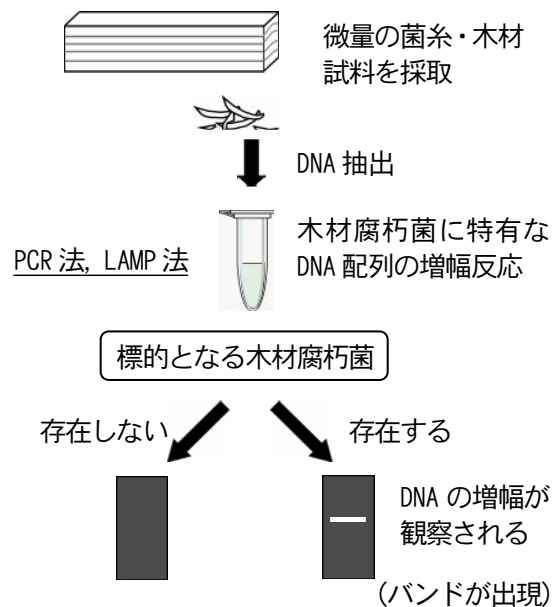 微量の菌糸・木材
試料を採取
DNA 抽出
木材腐朽菌に特有な
DNA 配列の増幅反応
PCR 法, LAMP 法
標的となる木材腐朽菌
存在しない
存在する
DNA の増幅が
観察される
(バンドが出現)